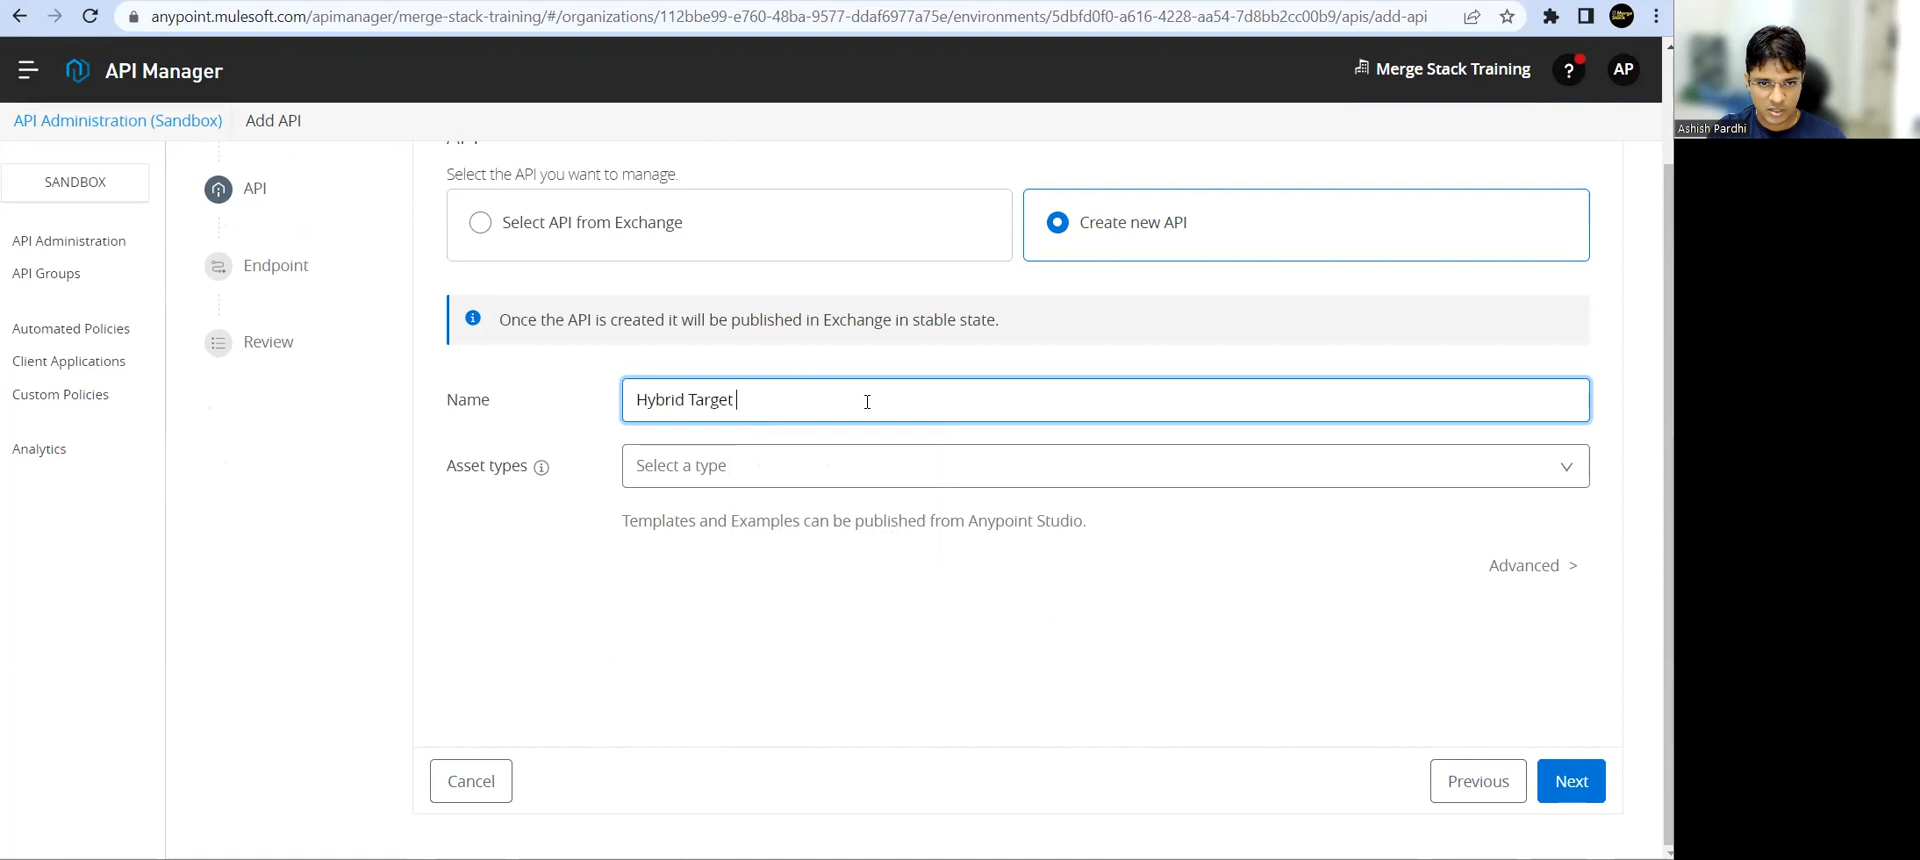 anypoint.mulesoft.com/apimanager/merge-stack-training/#/organizations/112bbe99-e760-48ba-9577-ddaf6977a75e/environments/5dbfd0f0-a616-4228-aa54-7d8bb2cc00b9/apis/add-api
API Manager
Merge Stack Training
?
AP
API Administration (Sandbox)
Add API
SANDBOX
API Administration
API Groups
Automated Policies
Client Applications
Custom Policies
Analytics
API
Endpoint
Review
Select the API you want to manage.
Select API from Exchange
Create new API
Once the API is created it will be published in Exchange in stable state.
Name
Hybrid Target
Asset types
Select a type
Templates and Examples can be published from Anypoint Studio.
Advanced >
Cancel
Previous
Next
Ashish Pardhi